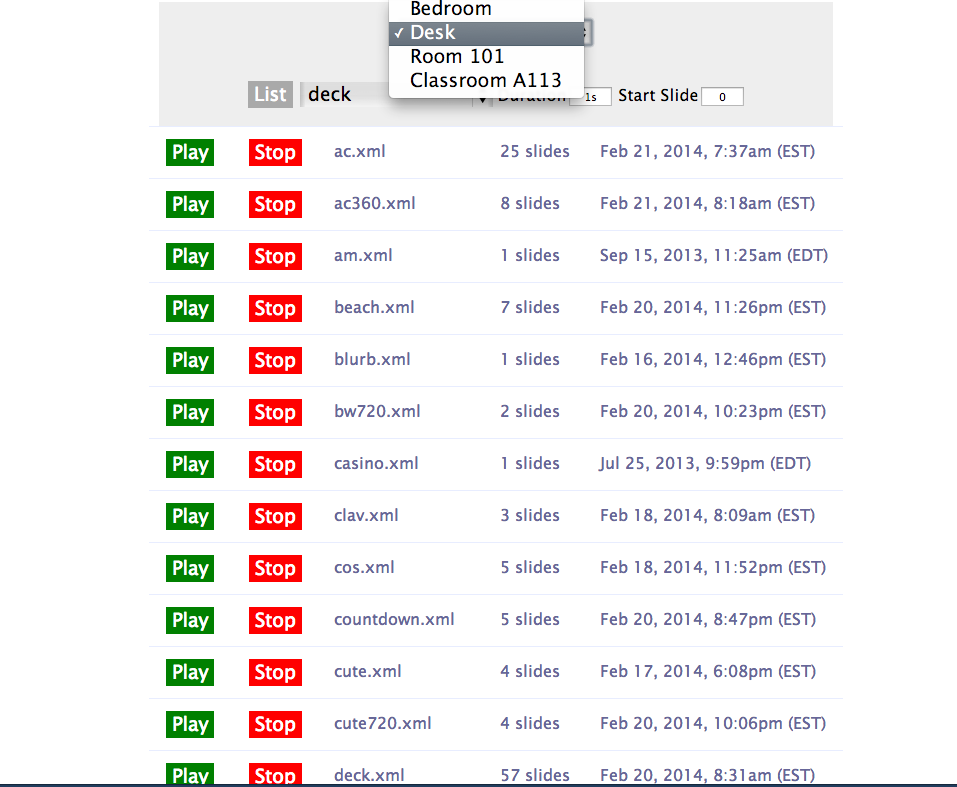 Bedroom
✓ Desk
Room 101
Classroom A113
List deck Duration 1s Start Slide 0
Play Stop ac.xml 25 slides Feb 21, 2014, 7:37am (EST)
Play Stop ac360.xml 8 slides Feb 21, 2014, 8:18am (EST)
Play Stop am.xml 1 slides Sep 15, 2013, 11:25am (EDT)
Play Stop beach.xml 7 slides Feb 20, 2014, 11:26pm (EST)
Play Stop blurb.xml 1 slides Feb 16, 2014, 12:46pm (EST)
Play Stop bw720.xml 2 slides Feb 20, 2014, 10:23pm (EST)
Play Stop casino.xml 1 slides Jul 25, 2013, 9:59pm (EDT)
Play Stop clav.xml 3 slides Feb 18, 2014, 8:09am (EST)
Play Stop cos.xml 5 slides Feb 18, 2014, 11:52pm (EST)
Play Stop countdown.xml 5 slides Feb 20, 2014, 8:47pm (EST)
Play Stop cute.xml 4 slides Feb 17, 2014, 6:08pm (EST)
Play Stop cute720.xml 4 slides Feb 20, 2014, 10:06pm (EST)
Play Stop deck.xml 57 slides Feb 20, 2014, 8:31am (EST)